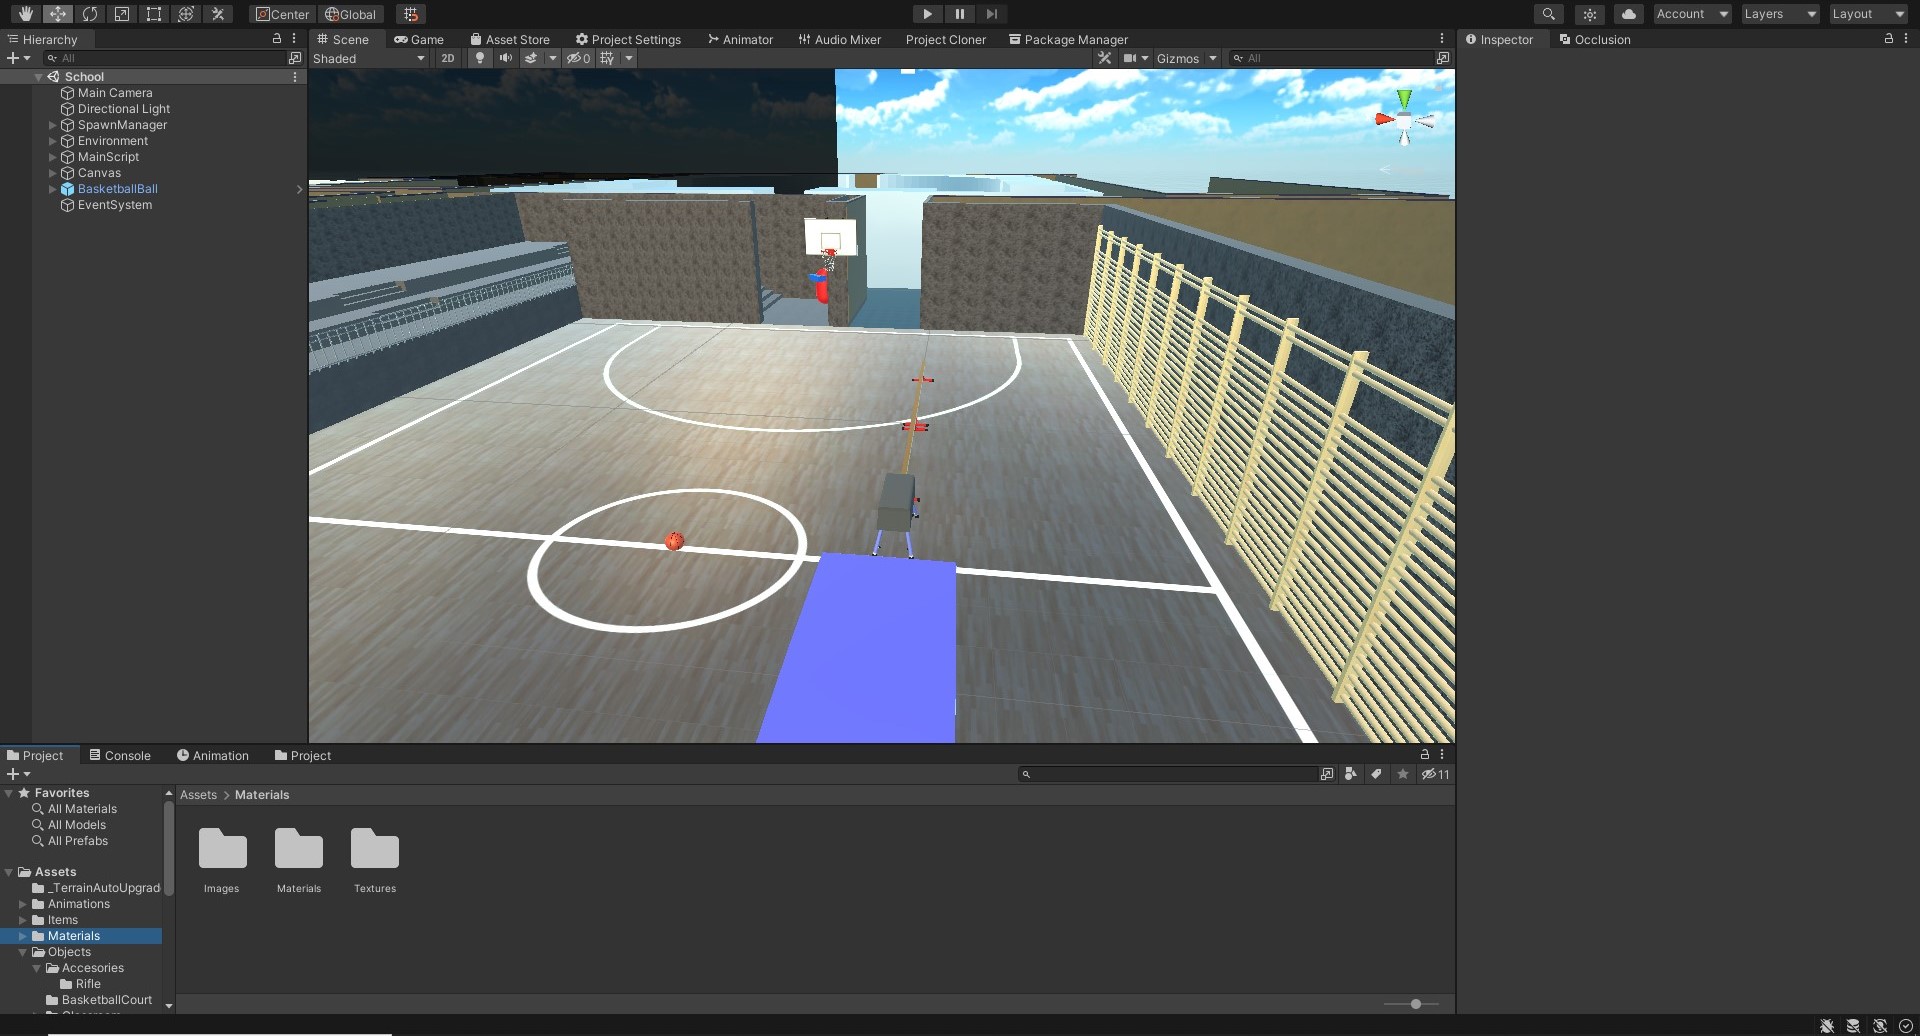 Center Global Account Layers Layout
Hierarchy
All
School
Main Camera
Directional Light
SpawnManager
Environment
MainScript
Canvas
BasketballBall
EventSystem
Scene Game Asset Store Project Settings Animator Audio Mixer Project Cloner Package Manager
Shaded 2D 0 Gizmos All
Inspector Occlusion
Project Console Animation Project
11
Favorites
All Materials
All Models
All Prefabs
Assets
_TerrainAutoUpgrad
Animations
Items
Materials
Objects
Accesories
Rifle
BasketballCourt
Assets > Materials
Images Materials Textures